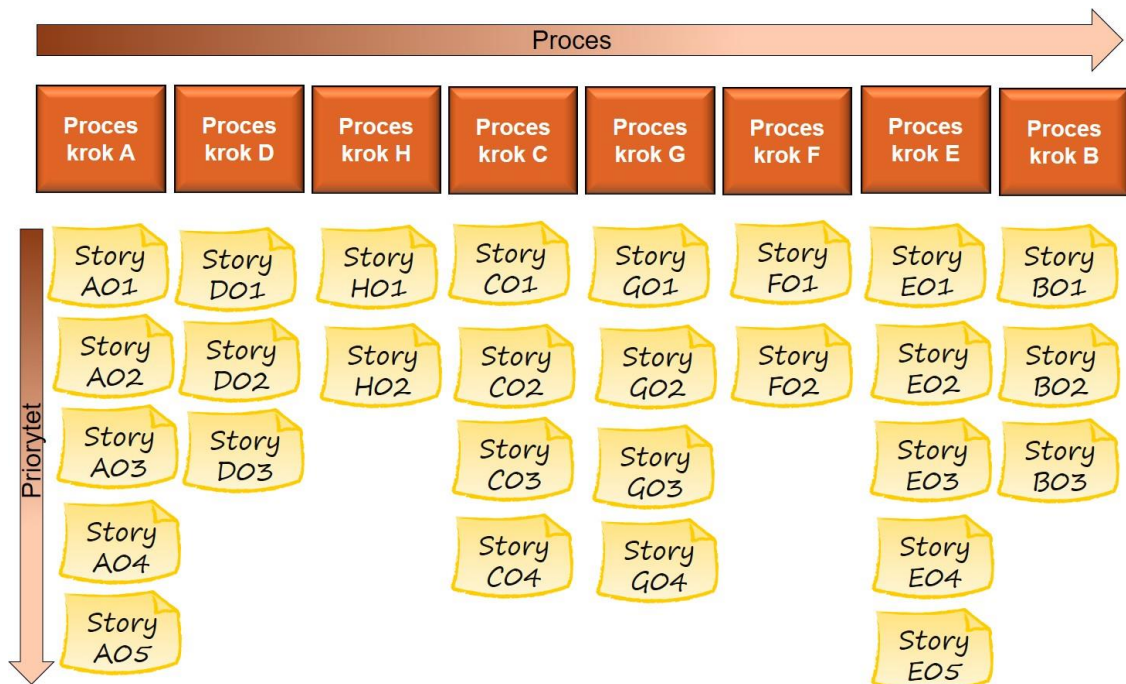 Proces
Proces
krok A
Proces
krok D
Proces
krok H
Proces
krok C
Proces
krok G
Proces
krok F
Proces
krok E
Proces
krok B
Priorytet
Story
A01
Story
D01
Story
H01
Story
C01
Story
G01
Story
F01
Story
E01
Story
B01
Story
A02
Story
D02
Story
H02
Story
C02
Story
G02
Story
F02
Story
E02
Story
B02
Story
A03
Story
D03
Story
C03
Story
G03
Story
E03
Story
B03
Story
A04
Story
C04
Story
G04
Story
E04
Story
A05
Story
E05